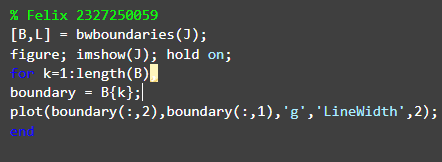 % Felix 2327250059
[B,L] = bwboundaries(J);
figure; imshow(J); hold on;
for k=1:length(B)
boundary = B{k};
plot(boundary(:,2),boundary(:,1),'g','LineWidth',2);
end